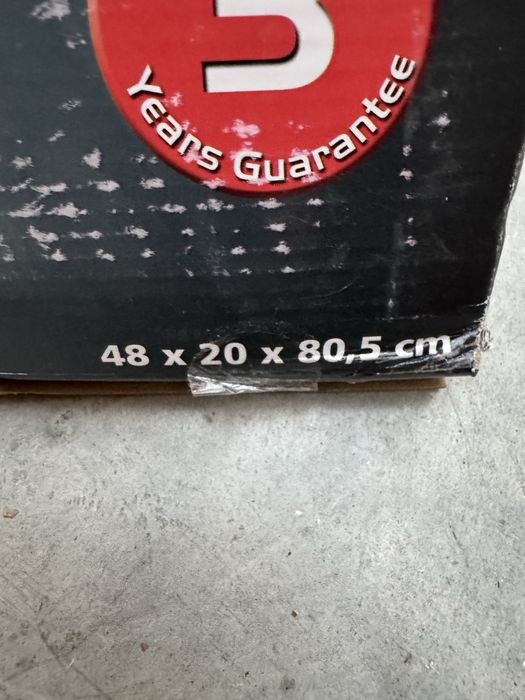 Years Guarantee
48 x 20 x 80,5 cm